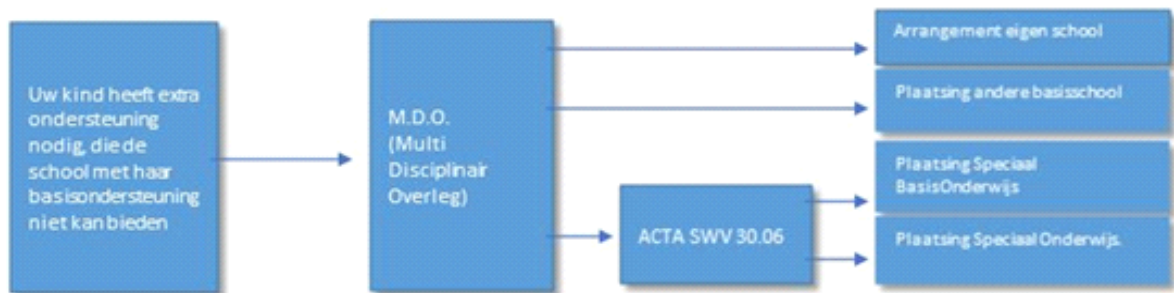 Uw kind heeft extra
ondersteuning
nodig, die de
school met haar
basisondersteuning
niet kan bieden
M.D.O.
(Multi
Disciplinair
Overleg)
ACTA SWV 30.06
Arrangement eigen school
Plaatsing andere basisschool
Plaatsing Speciaal
BasisOnderwijs
Plaatsing Speciaal Onderwijs.